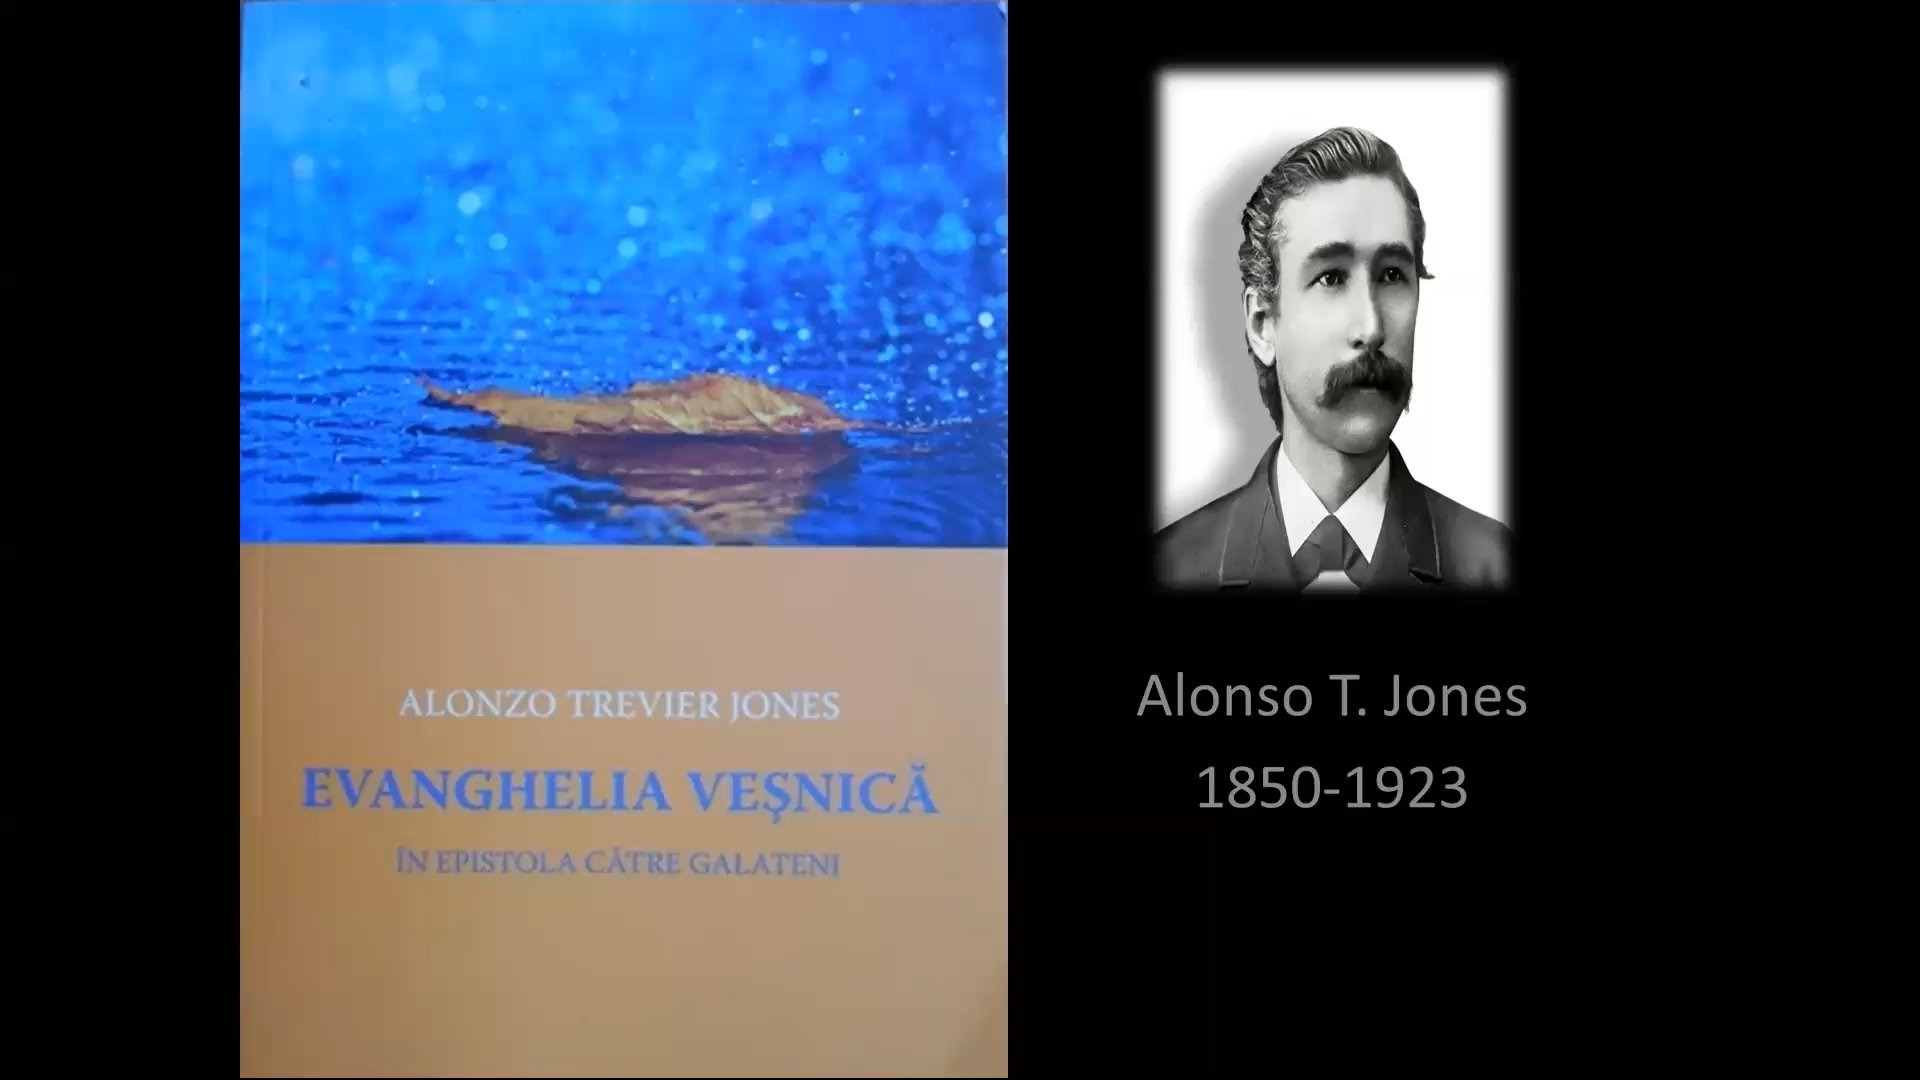 ALONZO TREVIER JONES
EVANGHELIA VEŞNICĂ
ÎN EPISTOLA CĂTRE GALATENI
Alonso T. Jones
1850-1923